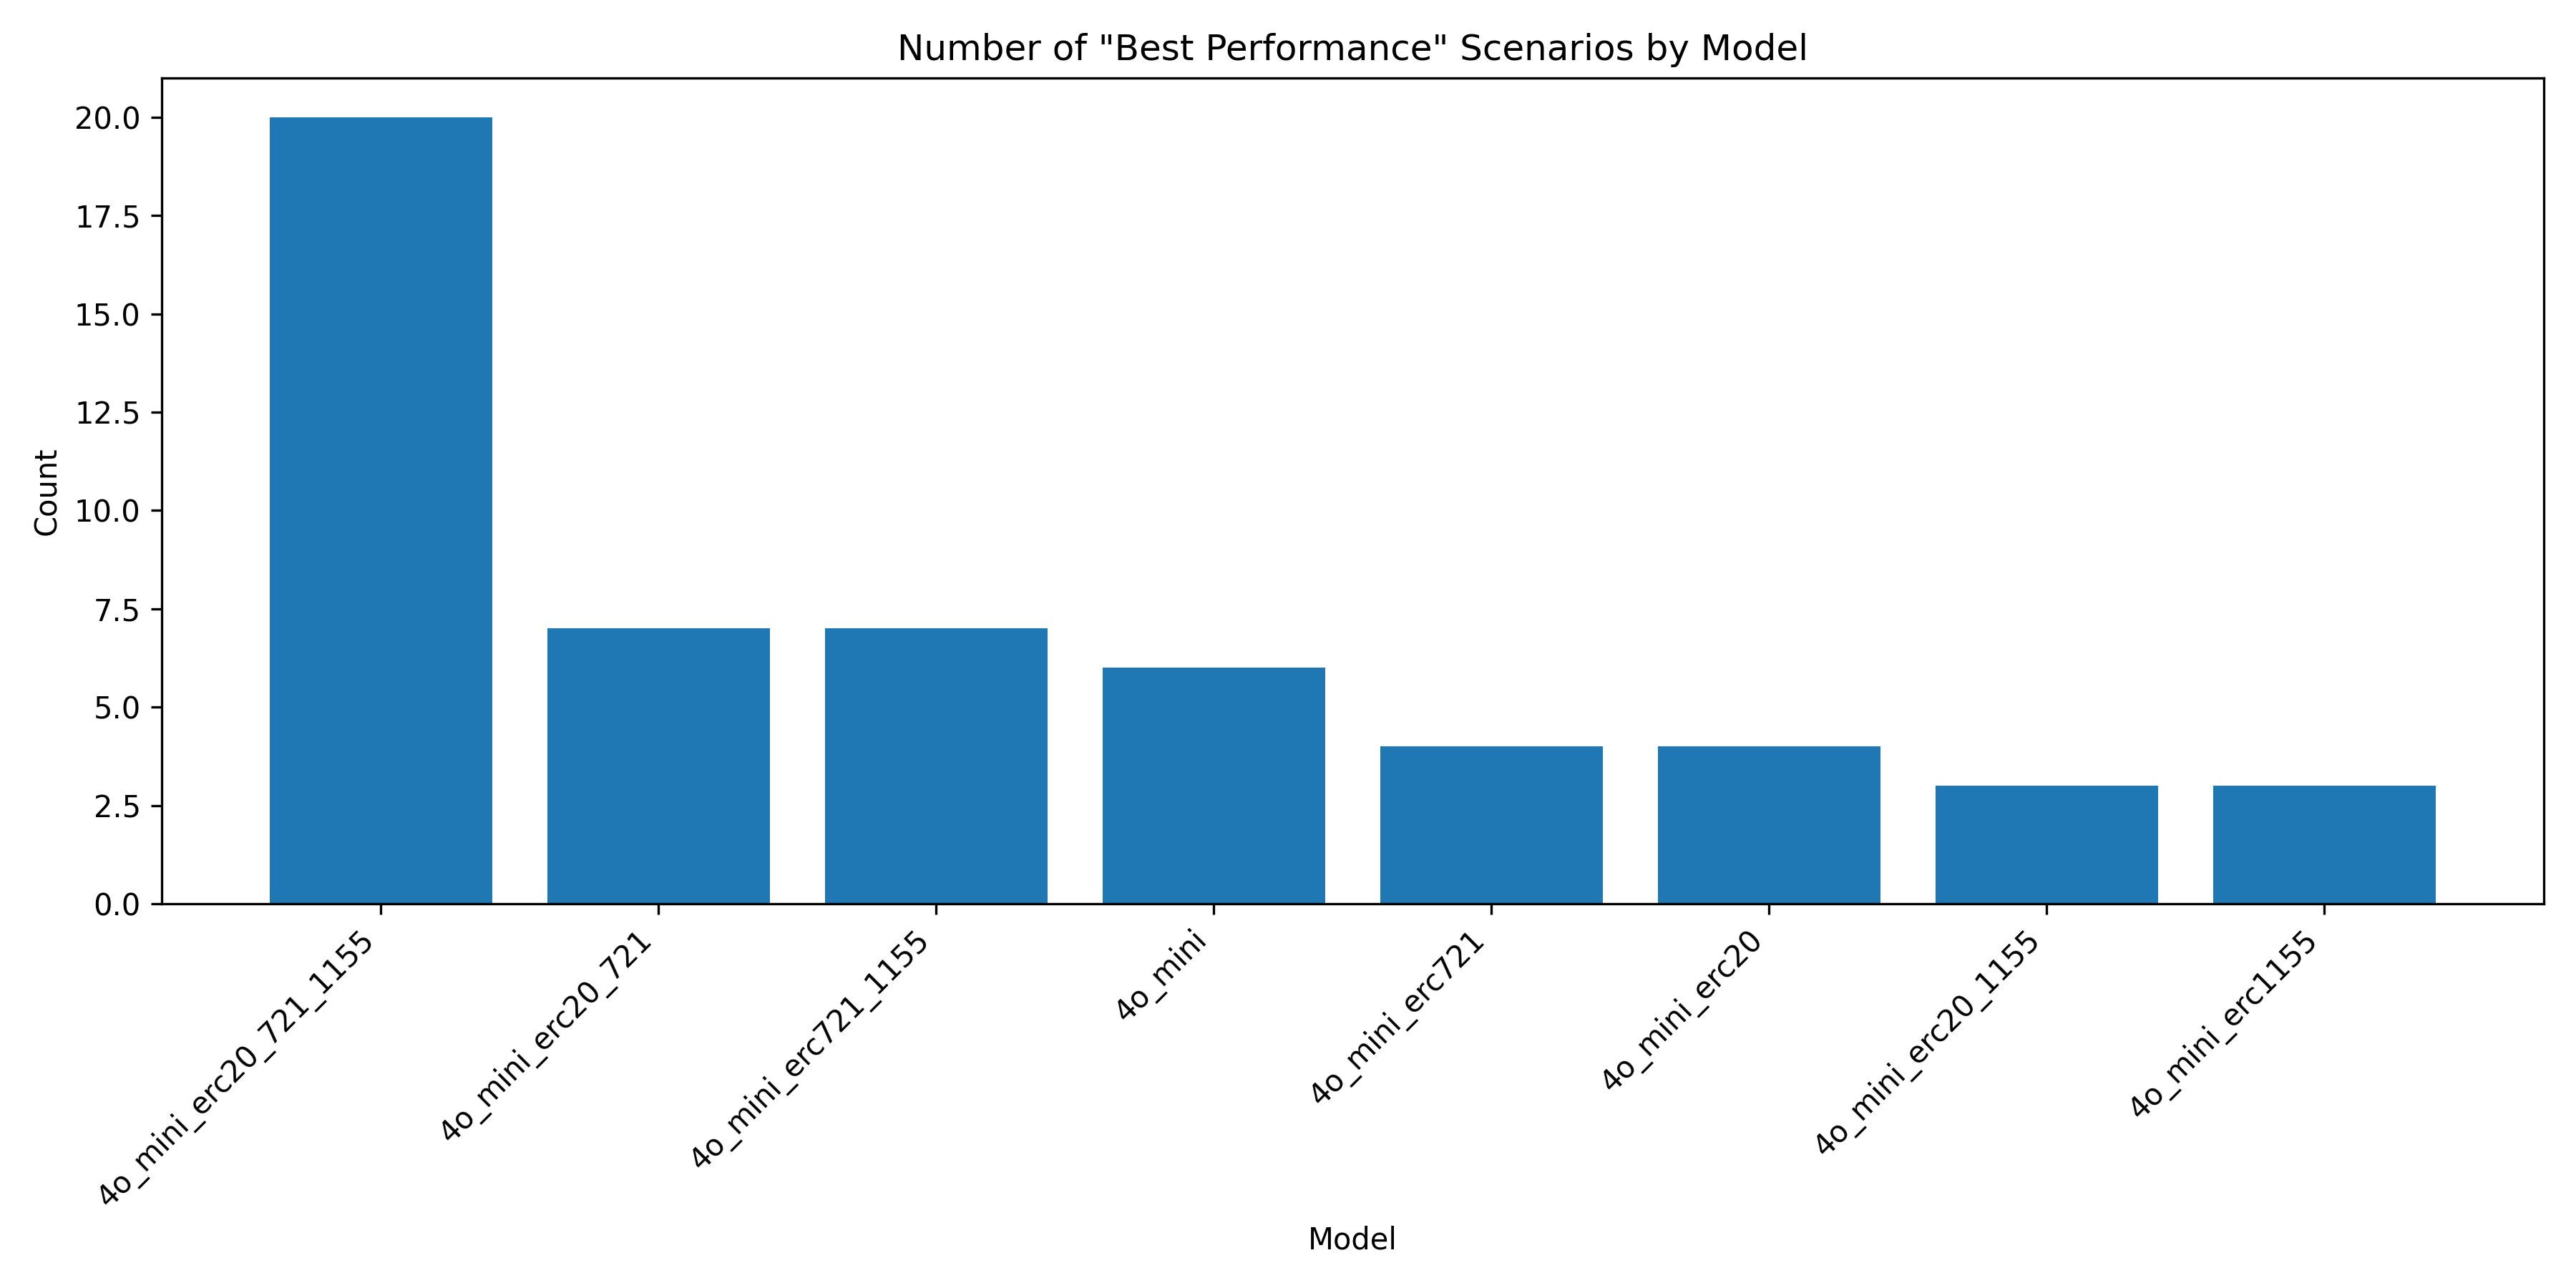 Number of "Best Performance" Scenarios by Model
20.0
17.5
15.0
12.5
10.0
7.5
5.0
2.5
0.0
Count
4o_mini_erc20_721_1155
4o_mini_erc20_721
4o_mini_erc721_1155
4o_mini
4o_mini_erc721
4o_mini_erc20
4o_mini_erc20_1155
4o_mini_erc1155
Model